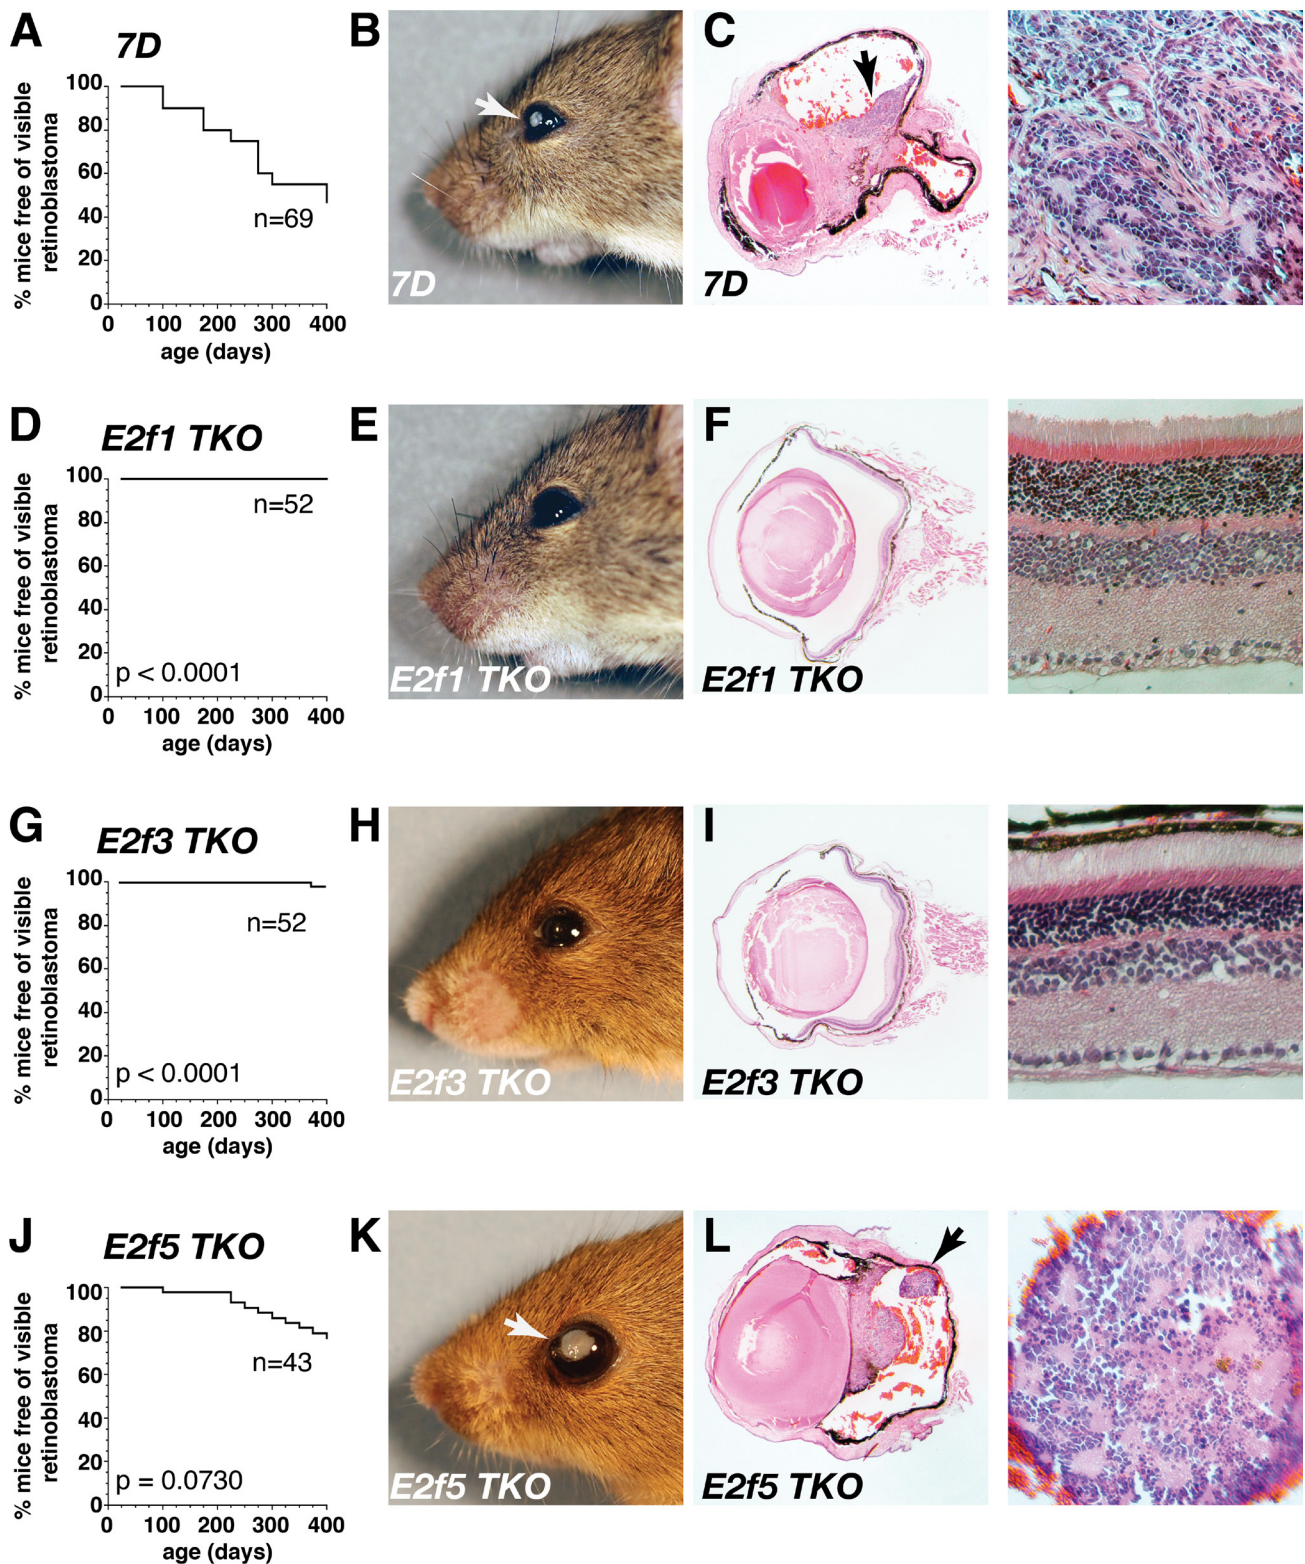 A
7D
% mice free of visible
retinoblastoma
100
80
60
40
20
0
n=69
0 100 200 300 400
age (days)
B
7D
C
7D
D
E2f1 TKO
% mice free of visible
retinoblastoma
100
80
60
40
20
0
n=52
p < 0.0001
0 100 200 300 400
age (days)
E
E2f1 TKO
F
E2f1 TKO
G
E2f3 TKO
% mice free of visible
retinoblastoma
100
80
60
40
20
0
n=52
p < 0.0001
0 100 200 300 400
age (days)
H
E2f3 TKO
I
E2f3 TKO
J
E2f5 TKO
% mice free of visible
retinoblastoma
100
80
60
40
20
0
n=43
p = 0.0730
0 100 200 300 400
age (days)
K
E2f5 TKO
L
E2f5 TKO